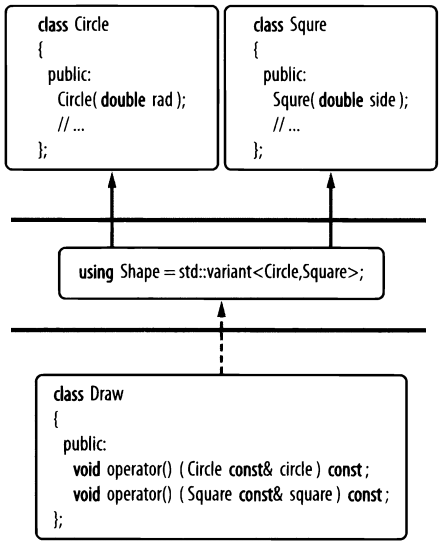 class Circle
{
public:
Circle( double rad );
// ...
};
class Squre
{
public:
Squre( double side );
// ...
};
using Shape = std::variant<Circle,Square>;
class Draw
{
public:
void operator() ( Circle const& circle ) const ;
void operator() ( Square const& square ) const ;
};